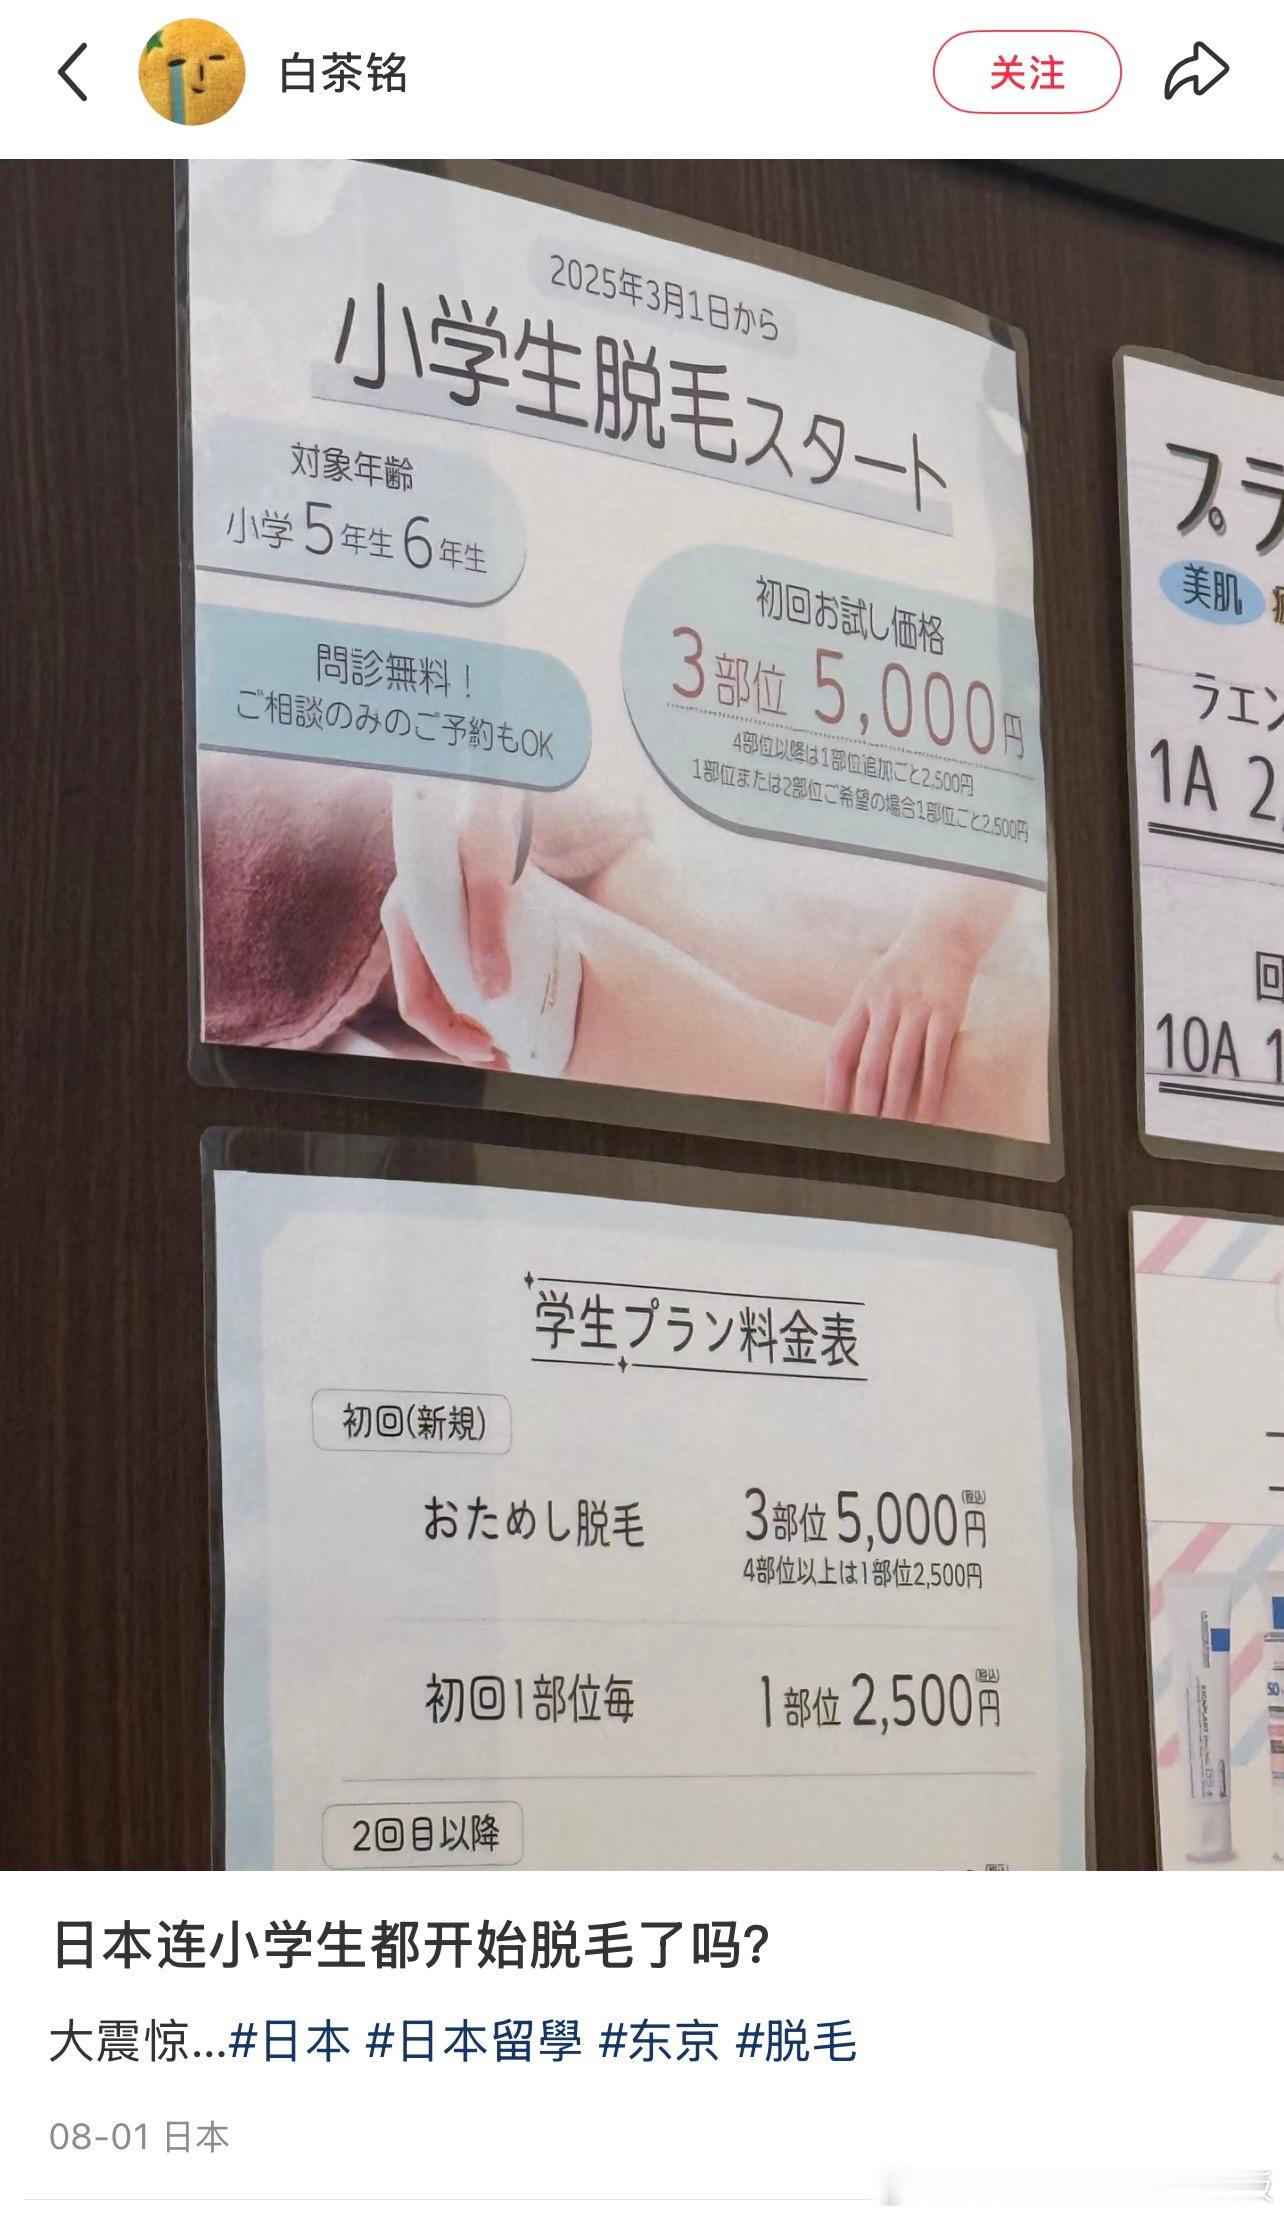 白茶铭
关注
2025年3月1日から
小学生脱毛スタート
対象年齢
小学5年生6年生
問診無料！
ご相談のみのご予約もOK
初回お試し価格
3部位 5,000円
4部位以降は1部位追加ごと2,500円
1部位または2部位ご希望の場合1部位ごと2,500円
プラ
美肌
ラエン
1A 2,
回
10A 1
学生プラン料金表
初回(新規)
おためし脱毛
3部位 5,000円(税込)
4部位以上は1部位2,500円
初回1部位毎
1部位 2,500円(税込)
2回目以降
日本连小学生都开始脱毛了吗?
大震惊...#日本 #日本留學 #东京 #脱毛
08-01 日本